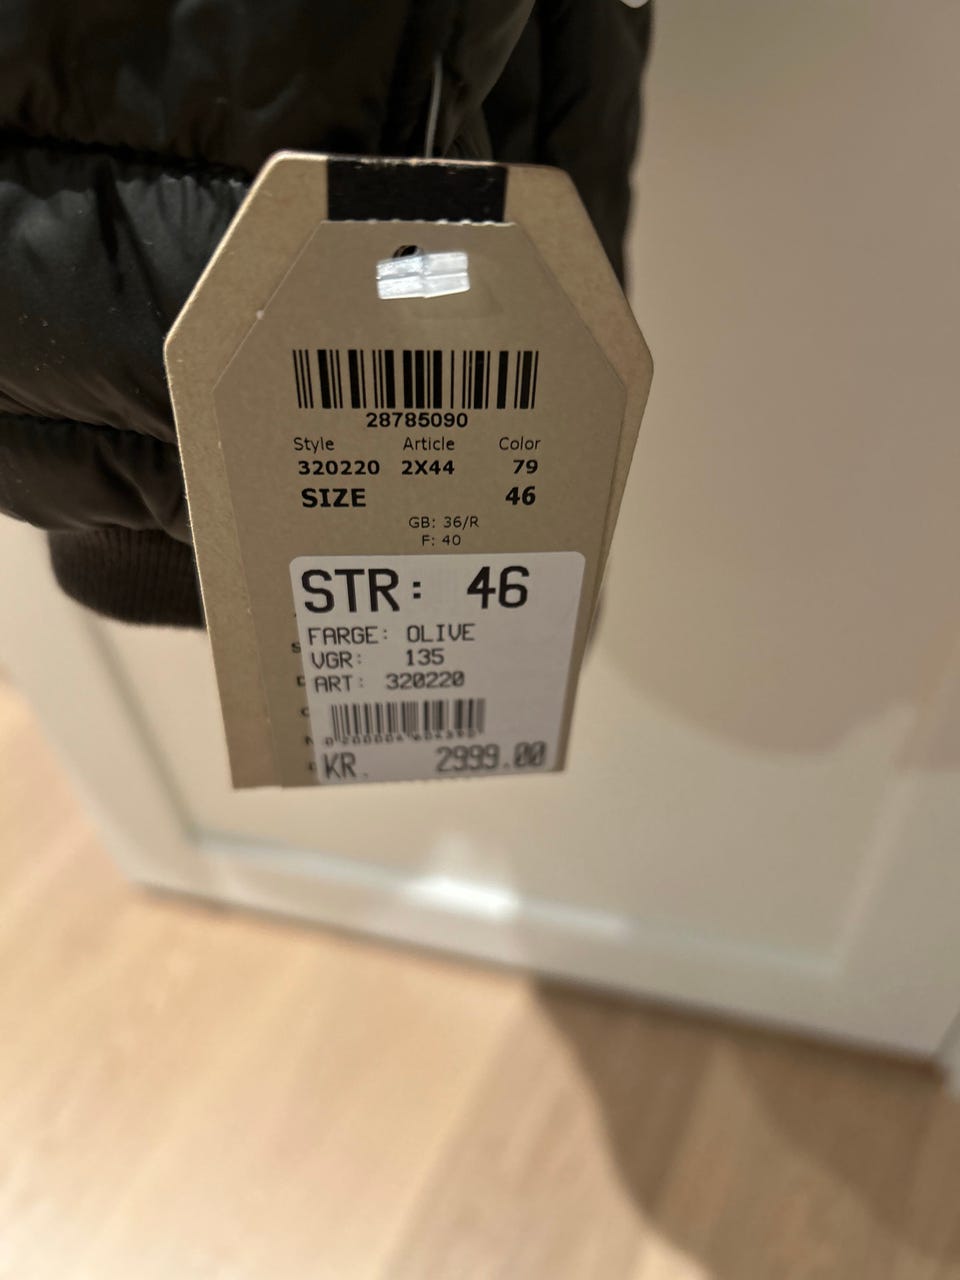 28785090
Style Article Color
320220 2X44 79
SIZE 46
GB: 36/R
F: 40
STR: 46
FARGE: OLIVE
VGR: 135
ART: 320220
KR. 2999.00